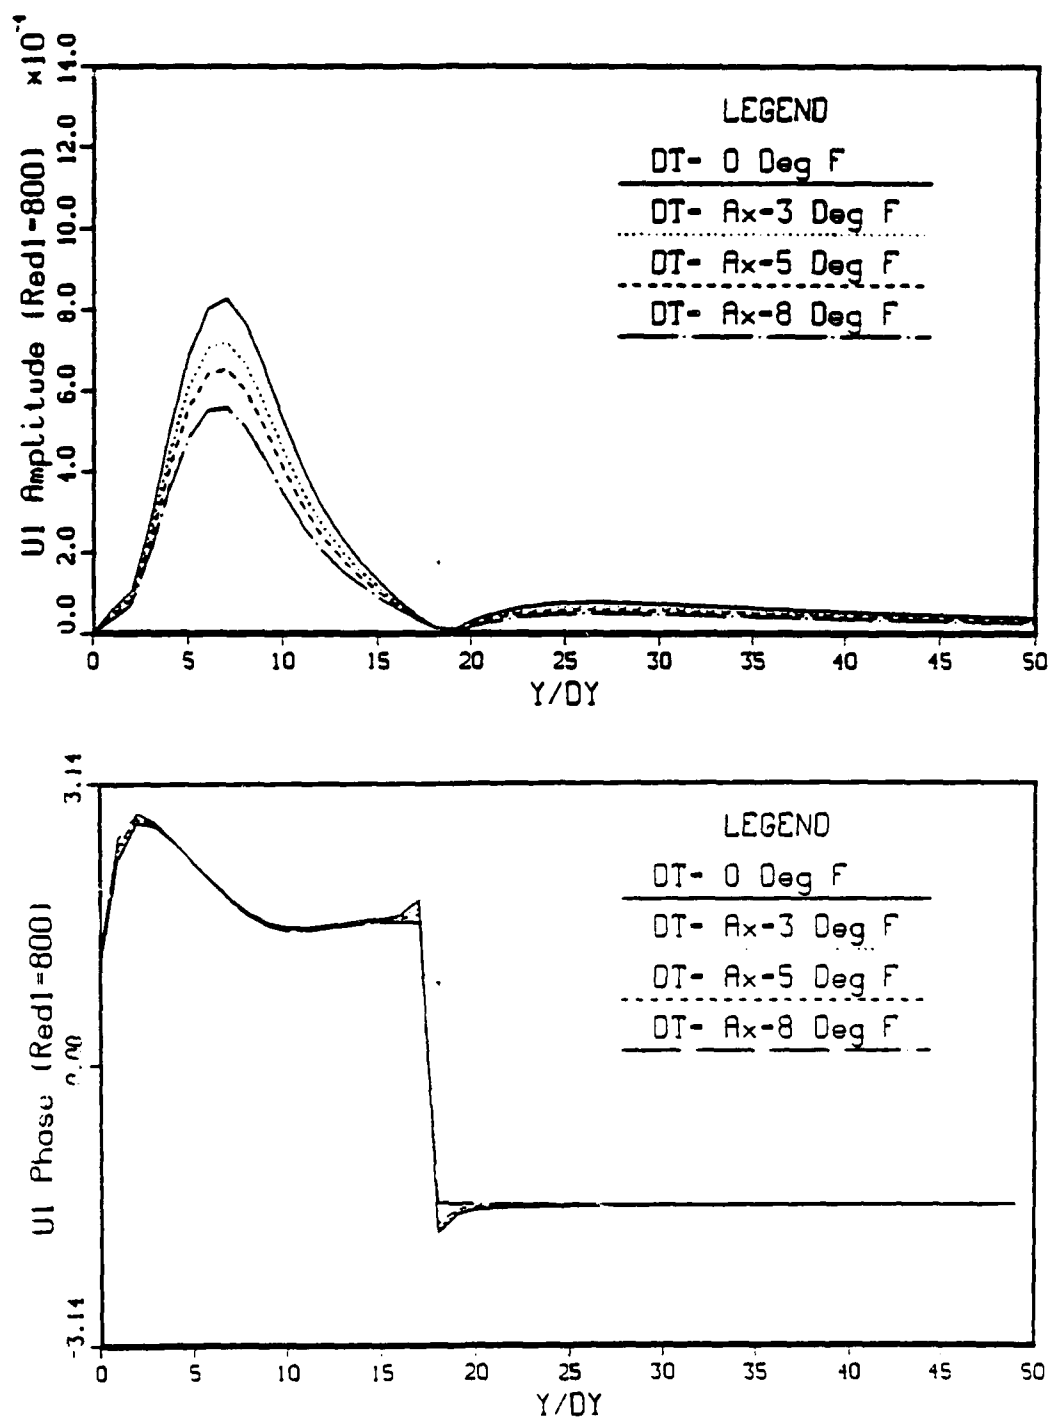 ×10⁻⁴
U1 Amplitude (Red1=800)
14.0
12.0
10.0
8.0
6.0
4.0
2.0
0.0
LEGEND
DT= 0 Deg F
DT= Ax=3 Deg F
DT= Ax=5 Deg F
DT= Ax=8 Deg F
0 5 10 15 20 25 30 35 40 45 50
Y/DY
U1 Phase (Red1=800)
3.14
0.00
-3.14
LEGEND
DT= 0 Deg F
DT= Ax=3 Deg F
DT= Ax=5 Deg F
DT= Ax=8 Deg F
0 5 10 15 20 25 30 35 40 45 50
Y/DY